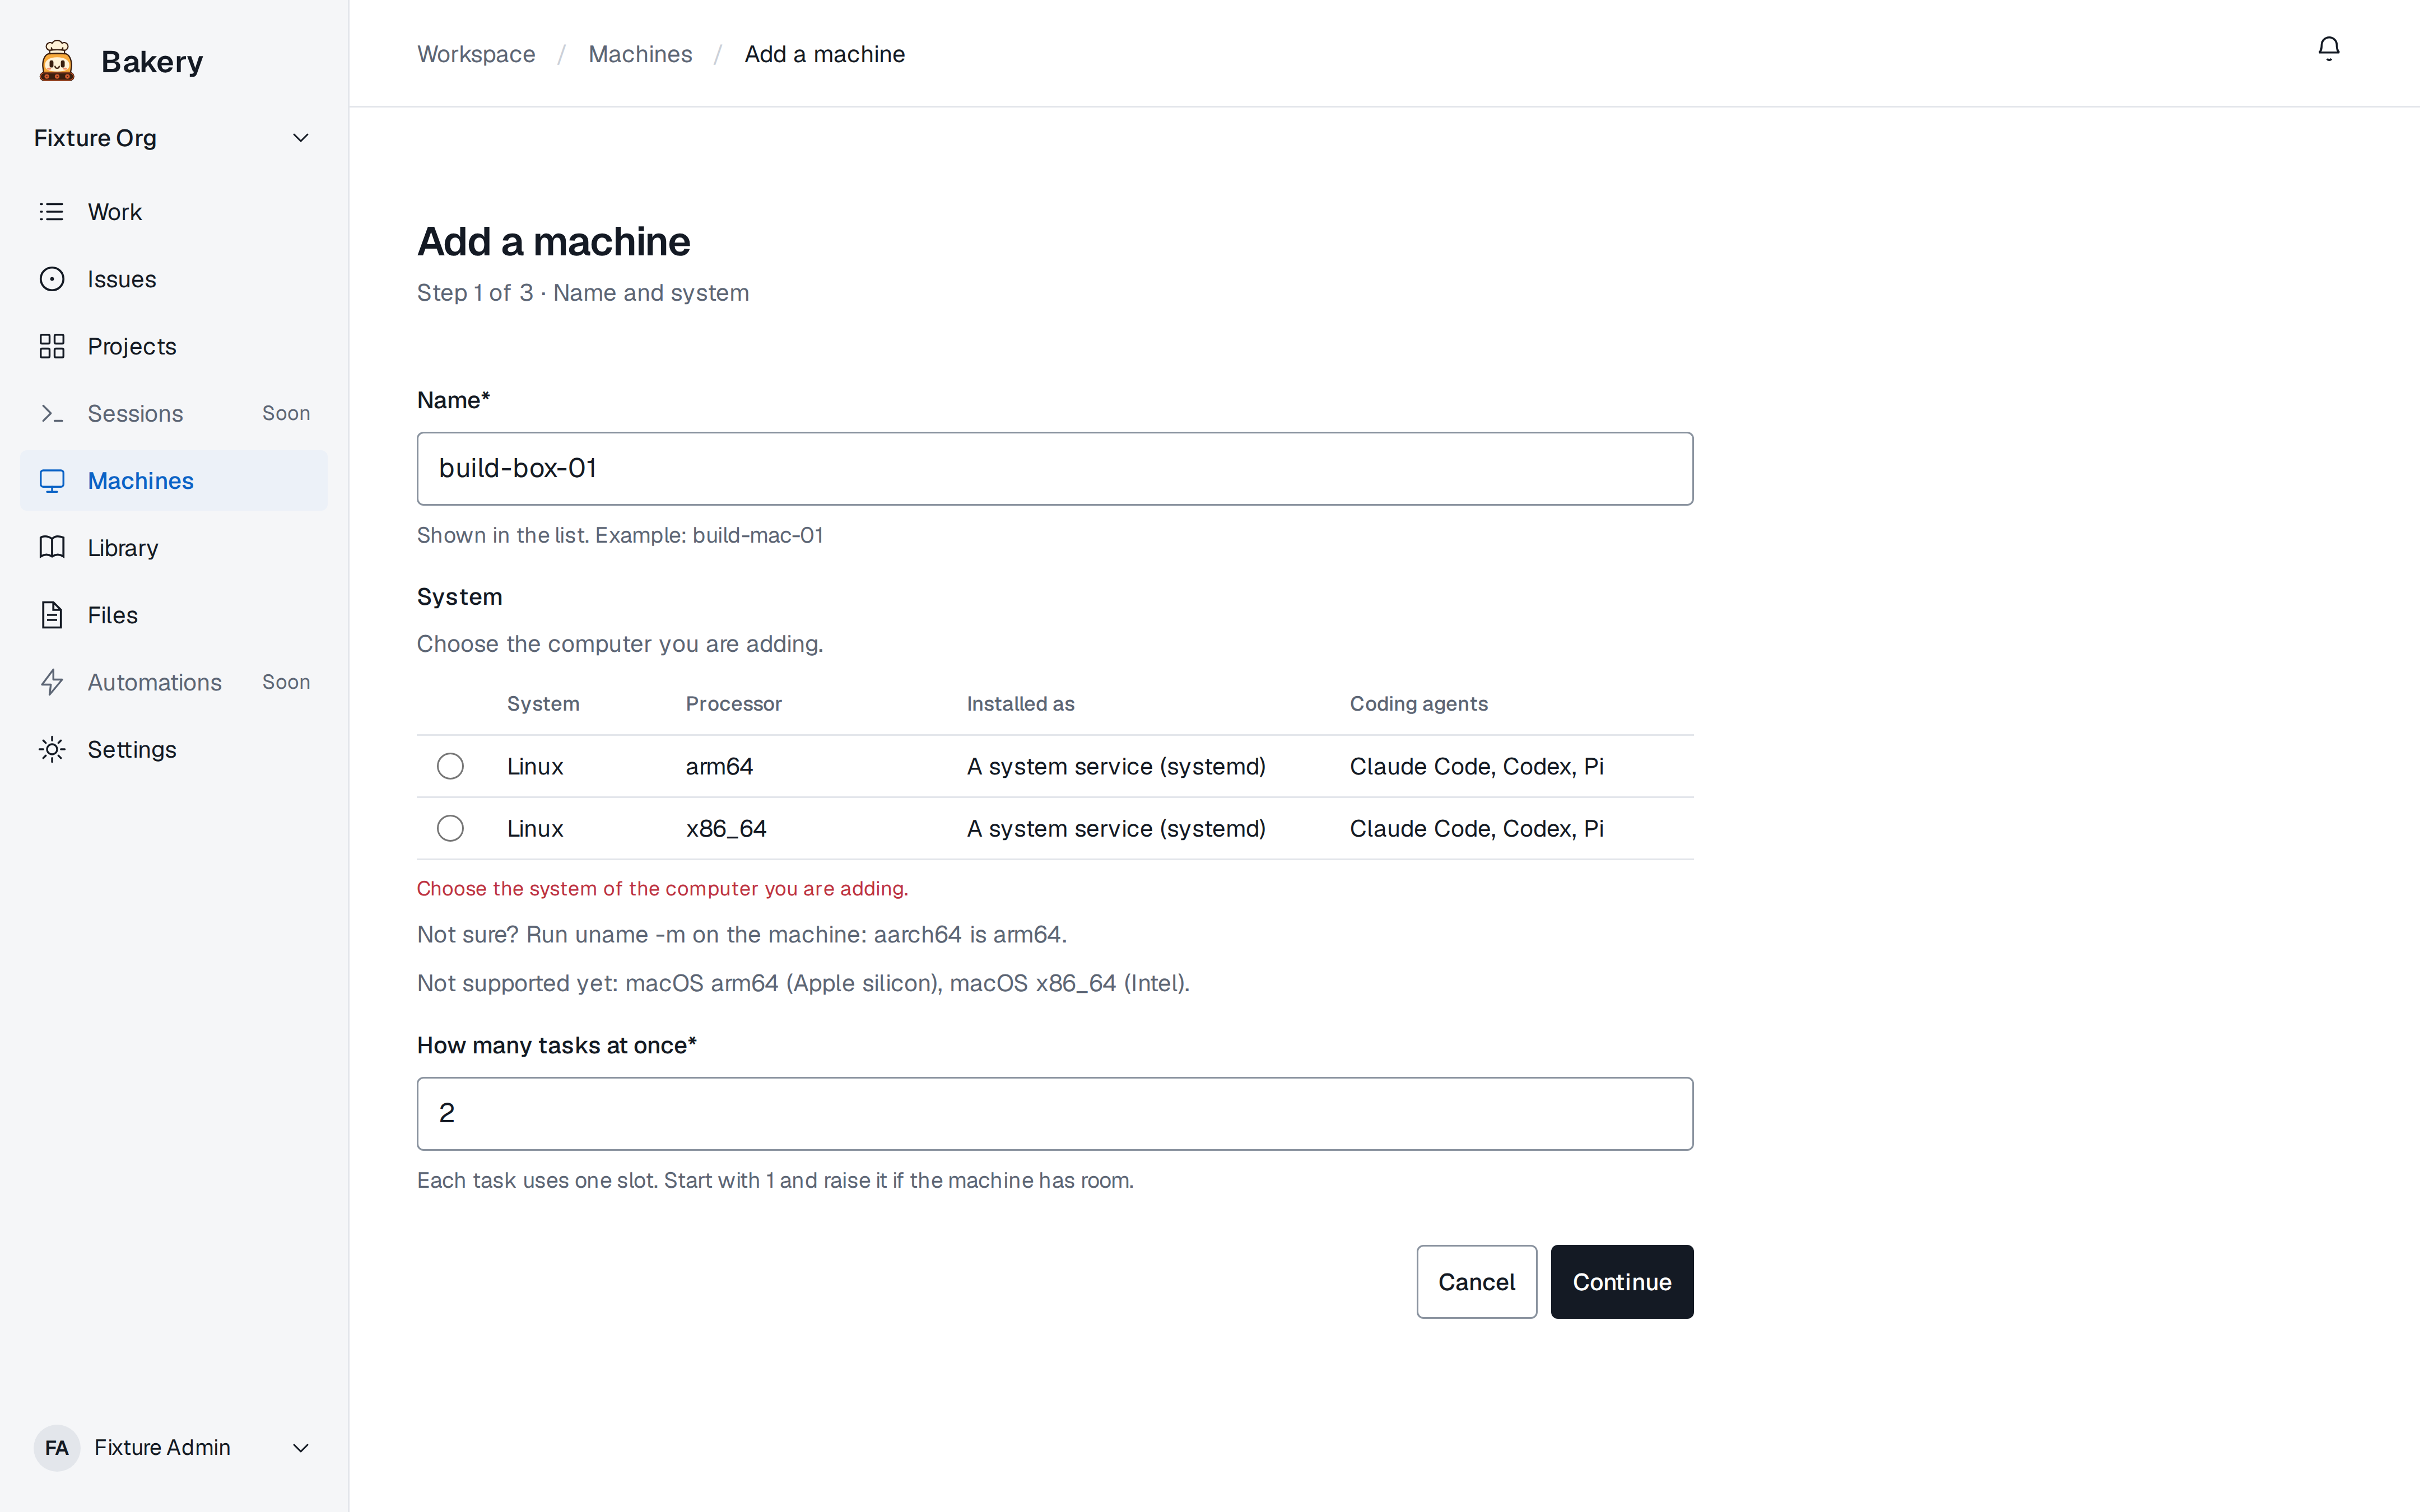 Bakery
Fixture Org
Work
Issues
Projects
Sessions Soon
Machines
Library
Files
Automations Soon
Settings
FA Fixture Admin
Workspace / Machines / Add a machine
Add a machine
Step 1 of 3 · Name and system
Name*
build-box-01
Shown in the list. Example: build-mac-01
System
Choose the computer you are adding.
System Processor Installed as Coding agents
Linux arm64 A system service (systemd) Claude Code, Codex, Pi
Linux x86_64 A system service (systemd) Claude Code, Codex, Pi
Choose the system of the computer you are adding.
Not sure? Run uname -m on the machine: aarch64 is arm64.
Not supported yet: macOS arm64 (Apple silicon), macOS x86_64 (Intel).
How many tasks at once*
2
Each task uses one slot. Start with 1 and raise it if the machine has room.
Cancel Continue